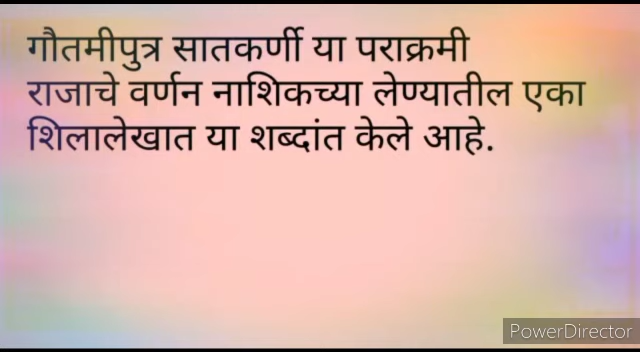 गौतमीपुत्र सातकर्णी या पराक्रमी
राजाचे वर्णन नाशिकच्या लेण्यातील एका
शिलालेखात या शब्दांत केले आहे.
PowerDirector